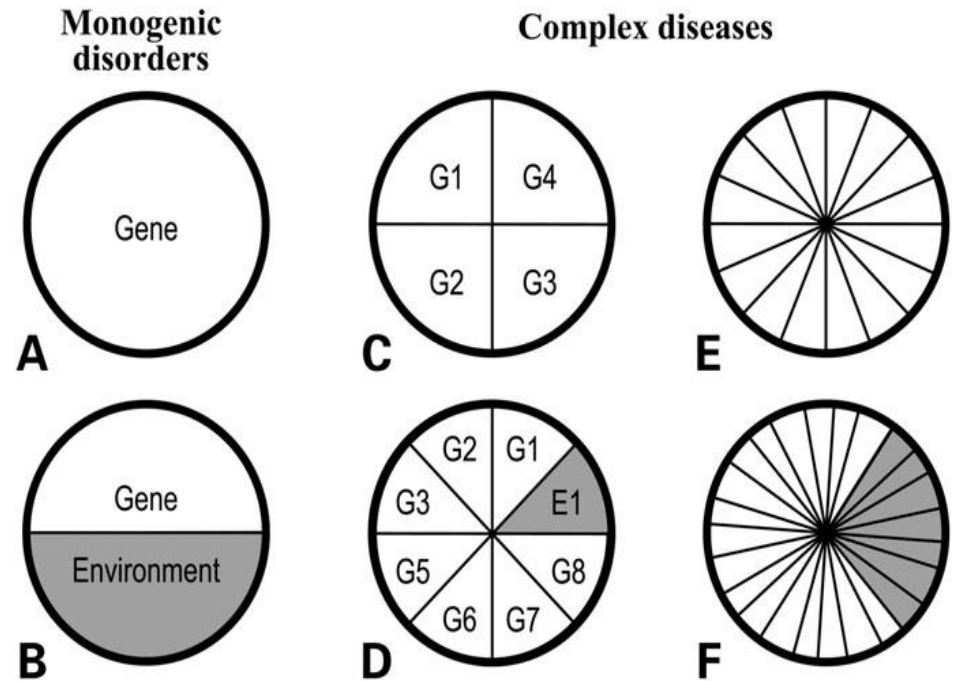 Monogenic
disorders
Complex diseases
Gene
A
G1 G4
G2 G3
C
E
Gene
Environment
B
G2 G1
G3 E1
G5 G8
G6 G7
D
F